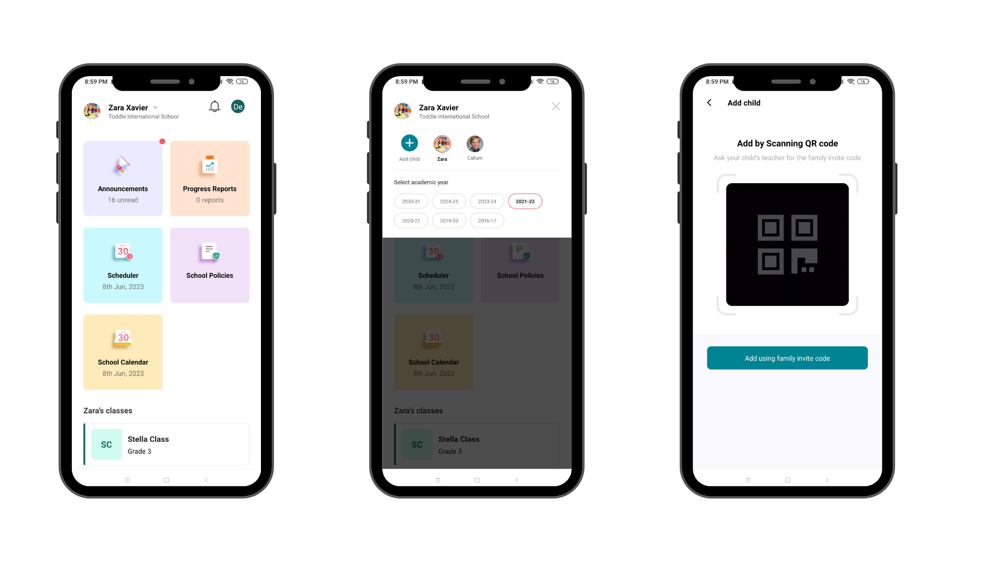 8:59 PM
16
Zara Xavier
Toddle International School
De
Announcements
16 unread
Progress Reports
0 reports
30
Scheduler
8th Jun, 2023
School Policies
30
School Calendar
8th Jun, 2023
Zara's classes
SC
Stella Class
Grade 3
8:59 PM
16
Zara Xavier
Toddle International School
Add child
Zara
Callum
Select academic year
2030-31
2024-25
2023-24
2021-23
2020-21
2019-20
2016-17
30
Scheduler
8th Jun, 2023
School Policies
30
School Calendar
8th Jun, 2023
Zara's classes
SC
Stella Class
Grade 3
8:59 PM
16
Add child
Add by Scanning QR code
Ask your child's teacher for the family invite code
Add using family invite code